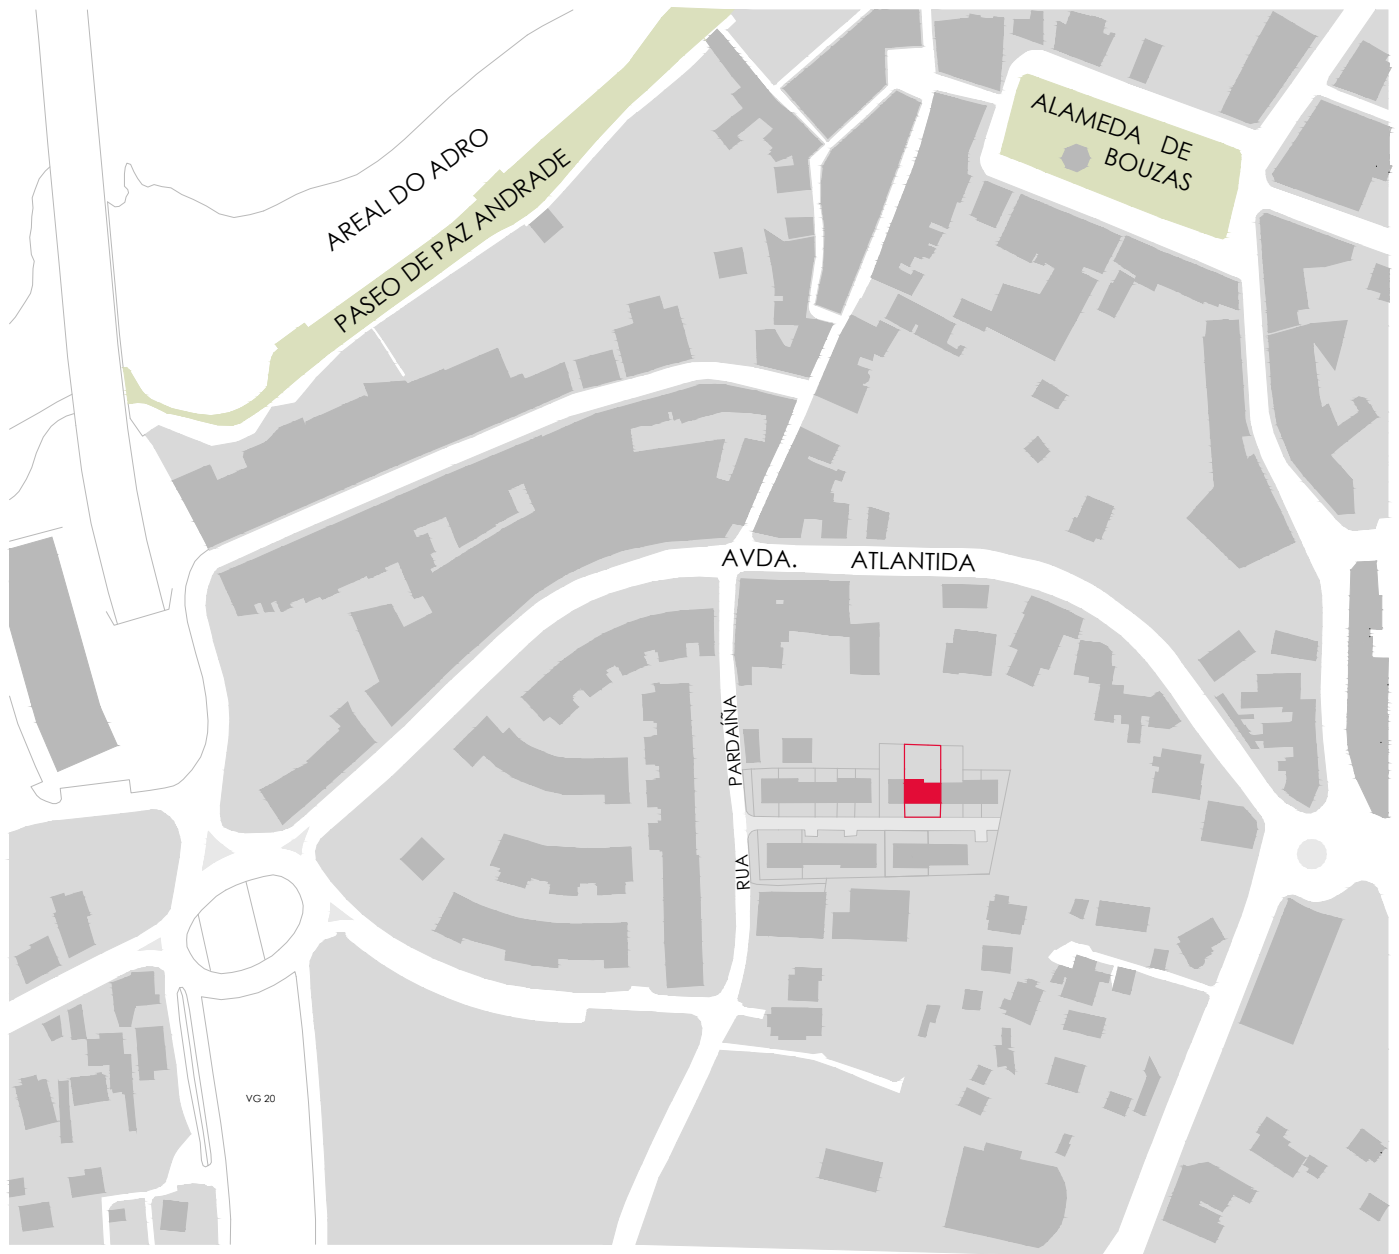 ALAMEDA DE
BOUZAS
AREAL DO ADRO
PASEO DE PAZ ANDRADE
AVDA. ATLANTIDA
RUA PARDAÍÑA
VG 20